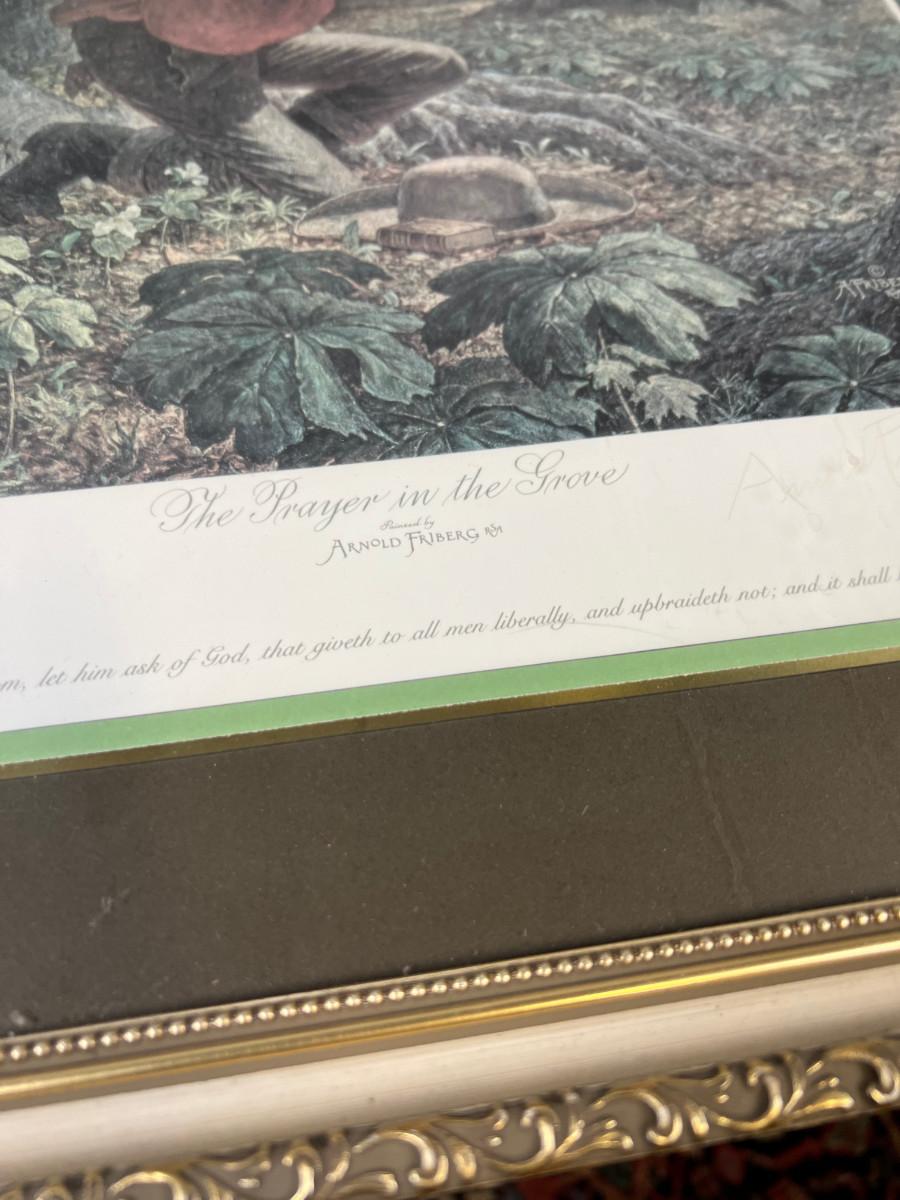 ©
The Prayer in the Grove
Painted by
ARNOLD FRIBERG RSA
let him ask of God, that giveth to all men liberally, and upbraideth not; and it shall